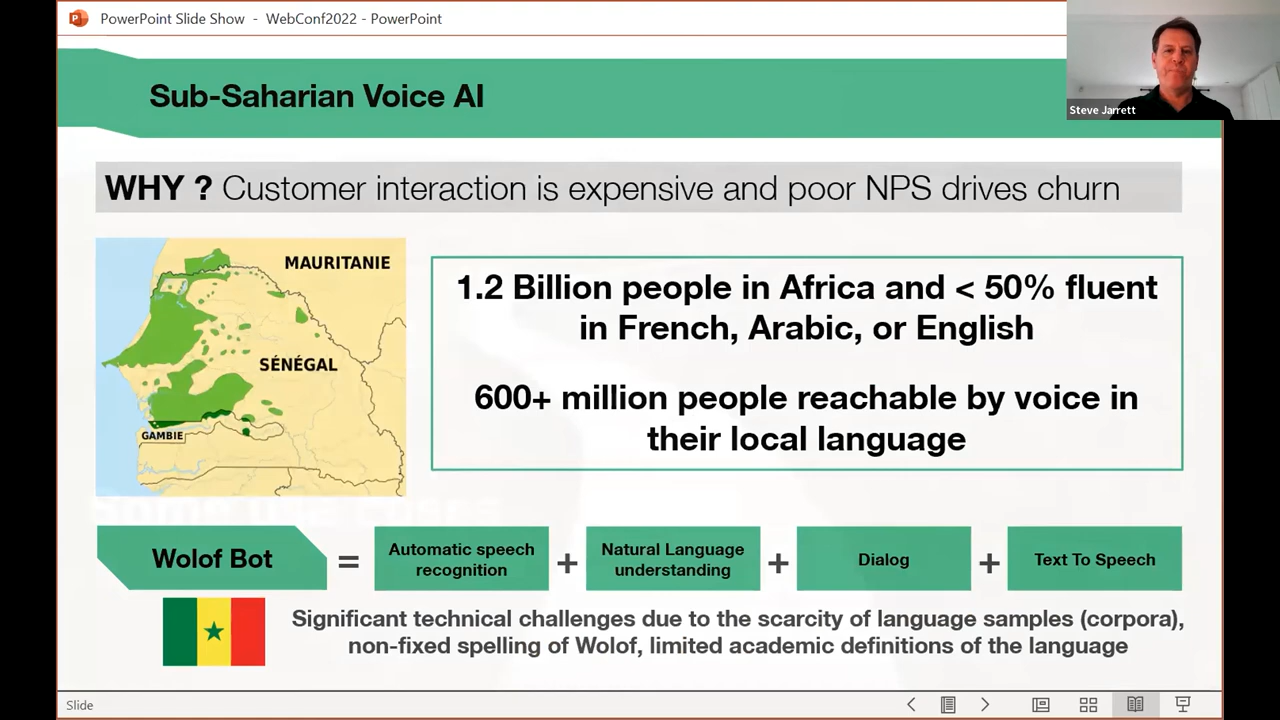 PowerPoint Slide Show - WebConf2022 - PowerPoint
Steve Jarrett
Sub-Saharian Voice AI
WHY ? Customer interaction is expensive and poor NPS drives churn
MAURITANIE
SÉNÉGAL
GAMBIE
1.2 Billion people in Africa and < 50% fluent
in French, Arabic, or English
600+ million people reachable by voice in
their local language
Wolof Bot
=
Automatic speech
recognition
+
Natural Language
understanding
+
Dialog
+
Text To Speech
Significant technical challenges due to the scarcity of language samples (corpora),
non-fixed spelling of Wolof, limited academic definitions of the language
Slide